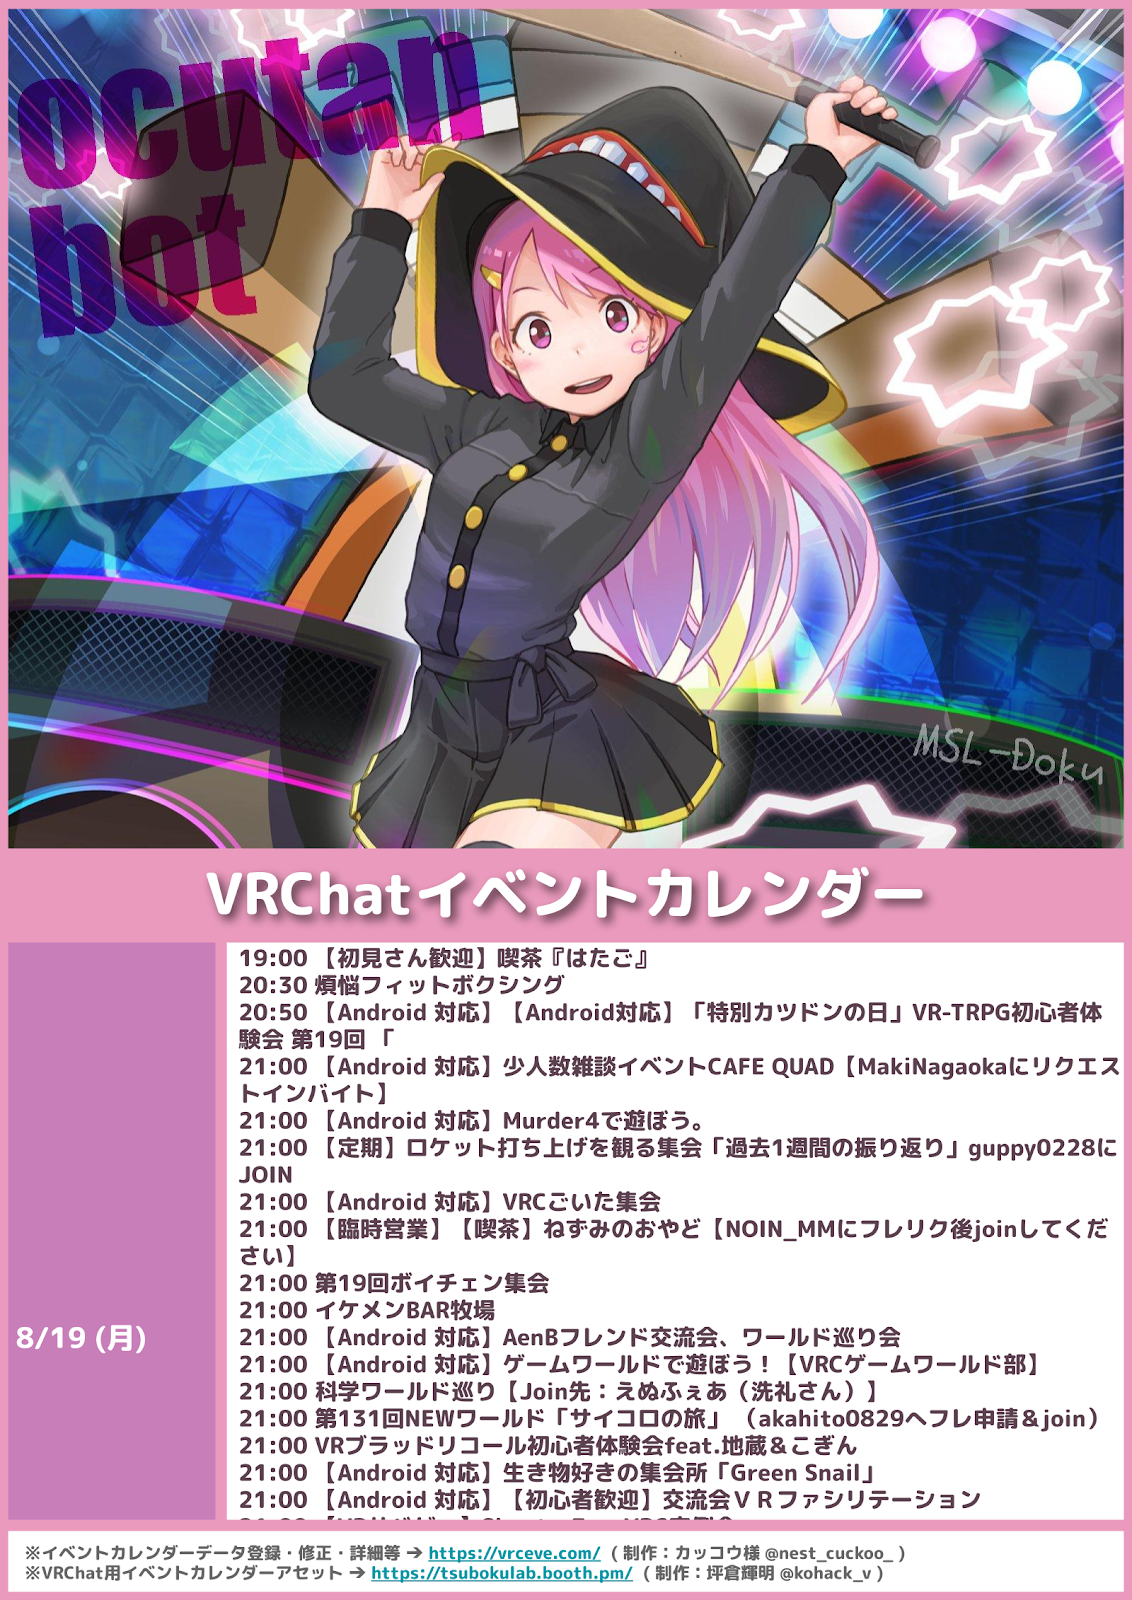 ocutan
bot
MSL-Doku
VRChatイベントカレンダー
8/19 (月)
19:00 【初見さん歓迎】喫茶『はたご』
20:30 煩悩フィットボクシング
20:50 【Android 対応】【Android対応】「特別カツドンの日」VR-TRPG初心者体
験会 第19回 「
21:00 【Android 対応】少人数雑談イベントCAFE QUAD【MakiNagaokaにリクエス
トインバイト】
21:00 【Android 対応】Murder4で遊ぼう。
21:00 【定期】ロケット打ち上げを観る集会「過去1週間の振り返り」guppy0228に
JOIN
21:00 【Android 対応】VRCごいた集会
21:00 【臨時営業】【喫茶】ねずみのおやど【NOIN_MMにフレリク後joinしてくだ
さい】
21:00 第19回ボイチェン集会
21:00 イケメンBAR牧場
21:00 【Android 対応】AenBフレンド交流会、ワールド巡り会
21:00 【Android 対応】ゲームワールドで遊ぼう！【VRCゲームワールド部】
21:00 科学ワールド巡り【Join先：えぬふぇあ（洗礼さん）】
21:00 第131回NEWワールド「サイコロの旅」 （akahito0829へフレ申請＆join）
21:00 VRブラッドリコール初心者体験会feat.地蔵＆こぎん
21:00 【Android 対応】生き物好きの集会所「Green Snail」
21:00 【Android 対応】【初心者歓迎】交流会ＶＲファシリテーション
※イベントカレンダーデータ登録・修正・詳細等 ➔ https://vrceve.com/ ( 制作：カッコウ様 @nest_cuckoo_ )
※VRChat用イベントカレンダーアセット ➔ https://tsubokulab.booth.pm/ ( 制作：坪倉輝明 @kohack_v )